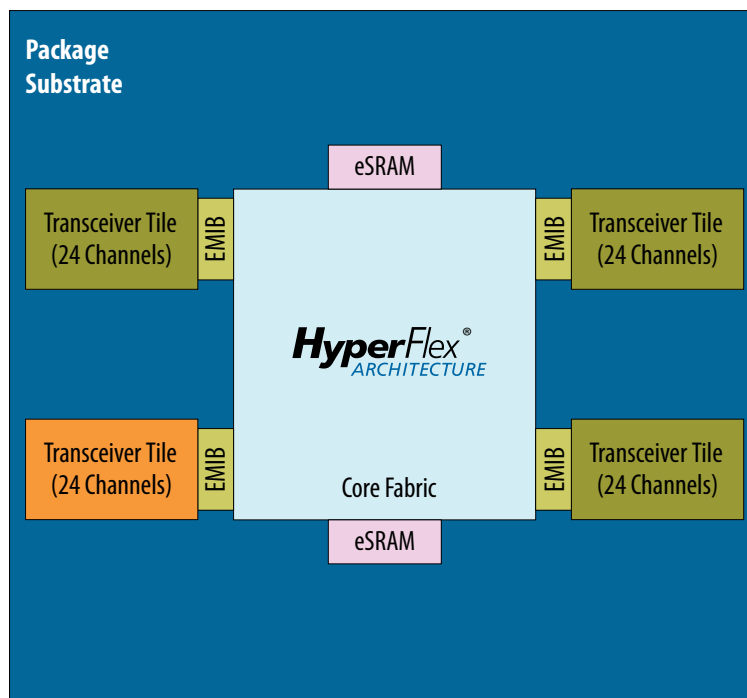 Package
Substrate
eSRAM
Transceiver Tile
(24 Channels)
EMIB
EMIB
Transceiver Tile
(24 Channels)
HyperFlex®
ARCHITECTURE
Transceiver Tile
(24 Channels)
EMIB
Core Fabric
EMIB
Transceiver Tile
(24 Channels)
eSRAM